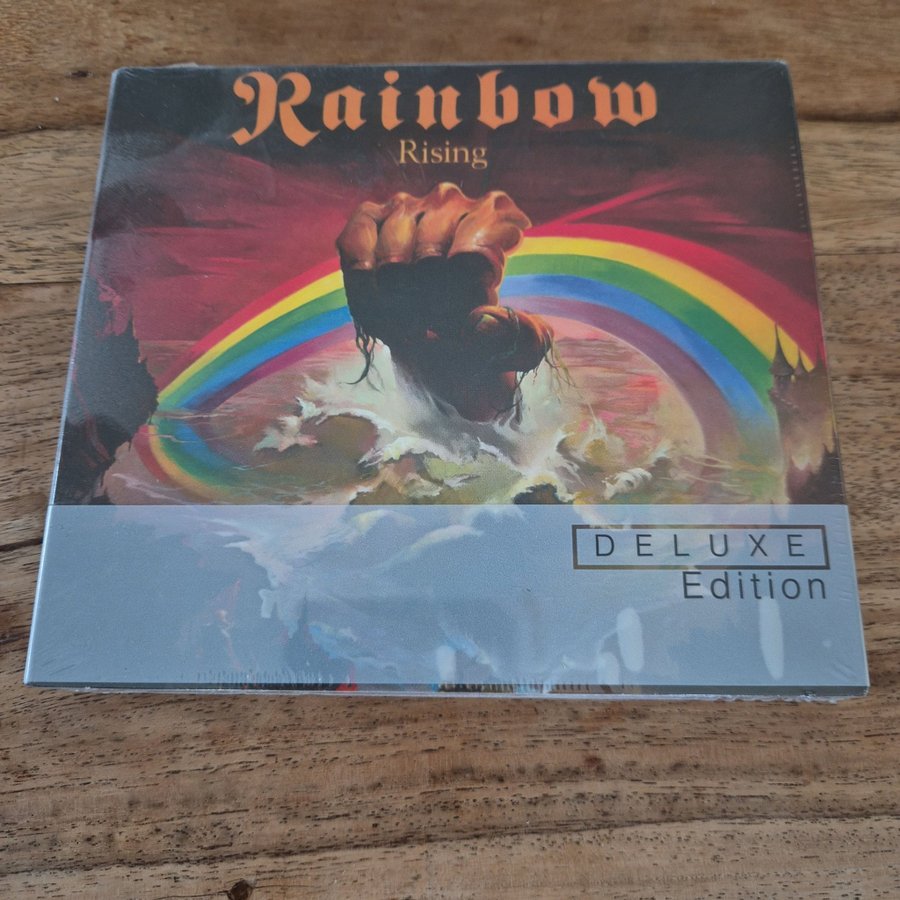 Rainbow
Rising
DELUXE
Edition